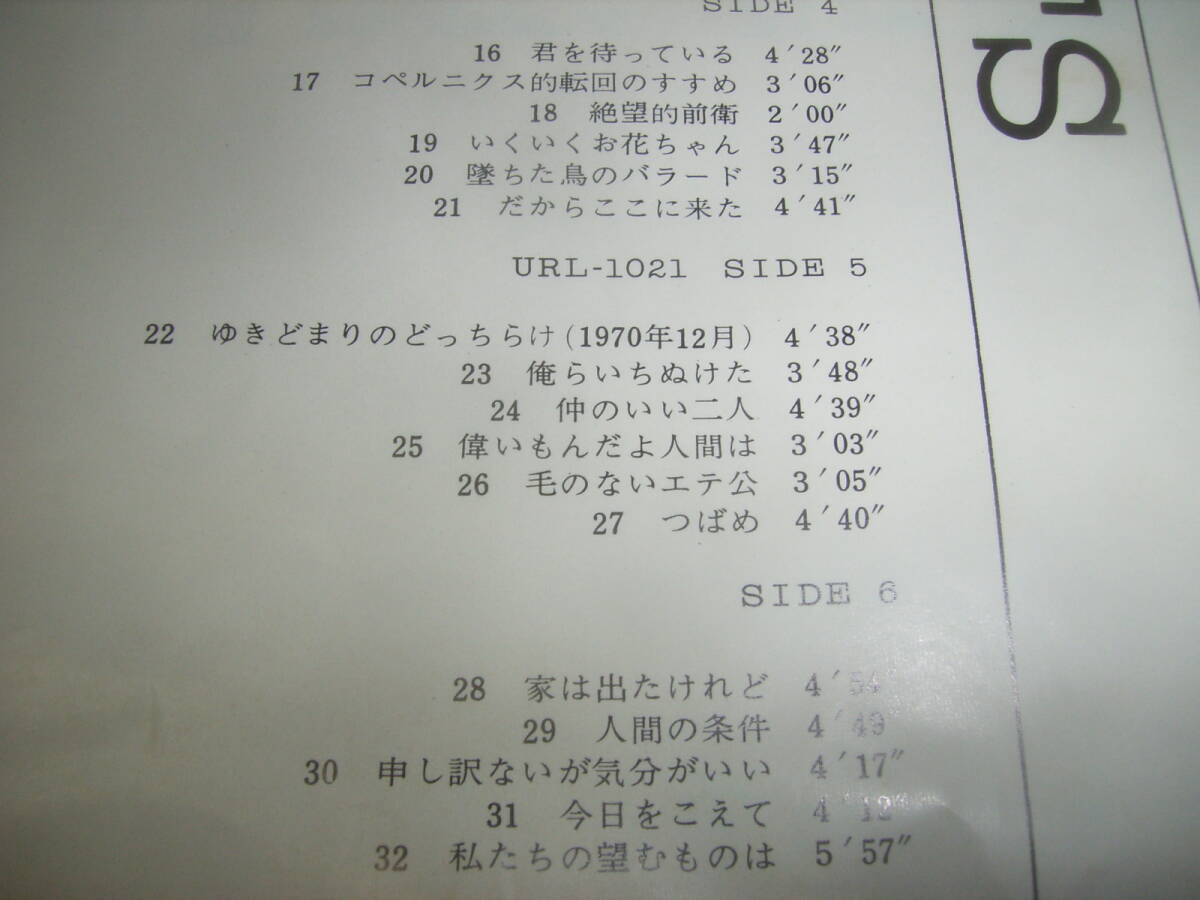 SIDE 4
16 君を待っている 4′28″
17 コペルニクス的転回のすすめ 3′06″
18 絶望的前衛 2′00″
19 いくいくお花ちゃん 3′47″
20 墜ちた鳥のバラード 3′15″
21 だからここに来た 4′41″
URL-1021 SIDE 5
22 ゆきどまりのどっちらけ(1970年12月) 4′38″
23 俺らいちぬけた 3′48″
24 仲のいい二人 4′39″
25 偉いもんだよ人間は 3′03″
26 毛のないエテ公 3′05″
27 つばめ 4′40″
SIDE 6
28 家は出たけれど 4′54
29 人間の条件 4′49
30 申し訳ないが気分がいい 4′17″
31 今日をこえて 4′12
32 私たちの望むものは 5′57″